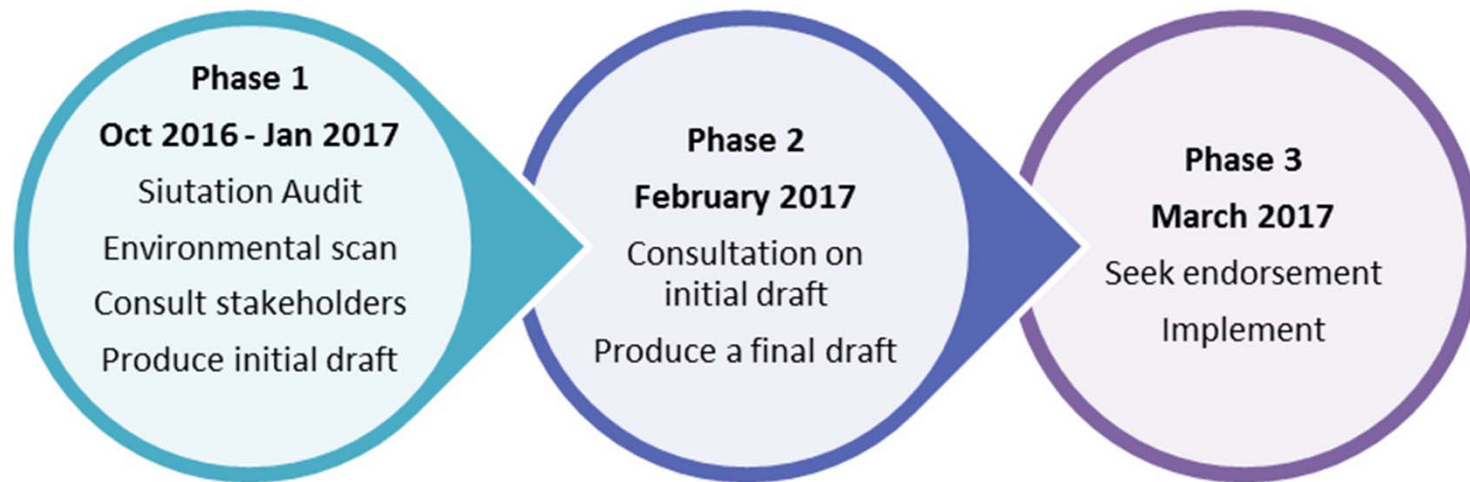 Phase 1
Oct 2016 - Jan 2017
Siutation Audit
Environmental scan
Consult stakeholders
Produce initial draft
Phase 2
February 2017
Consultation on
initial draft
Produce a final draft
Phase 3
March 2017
Seek endorsement
Implement